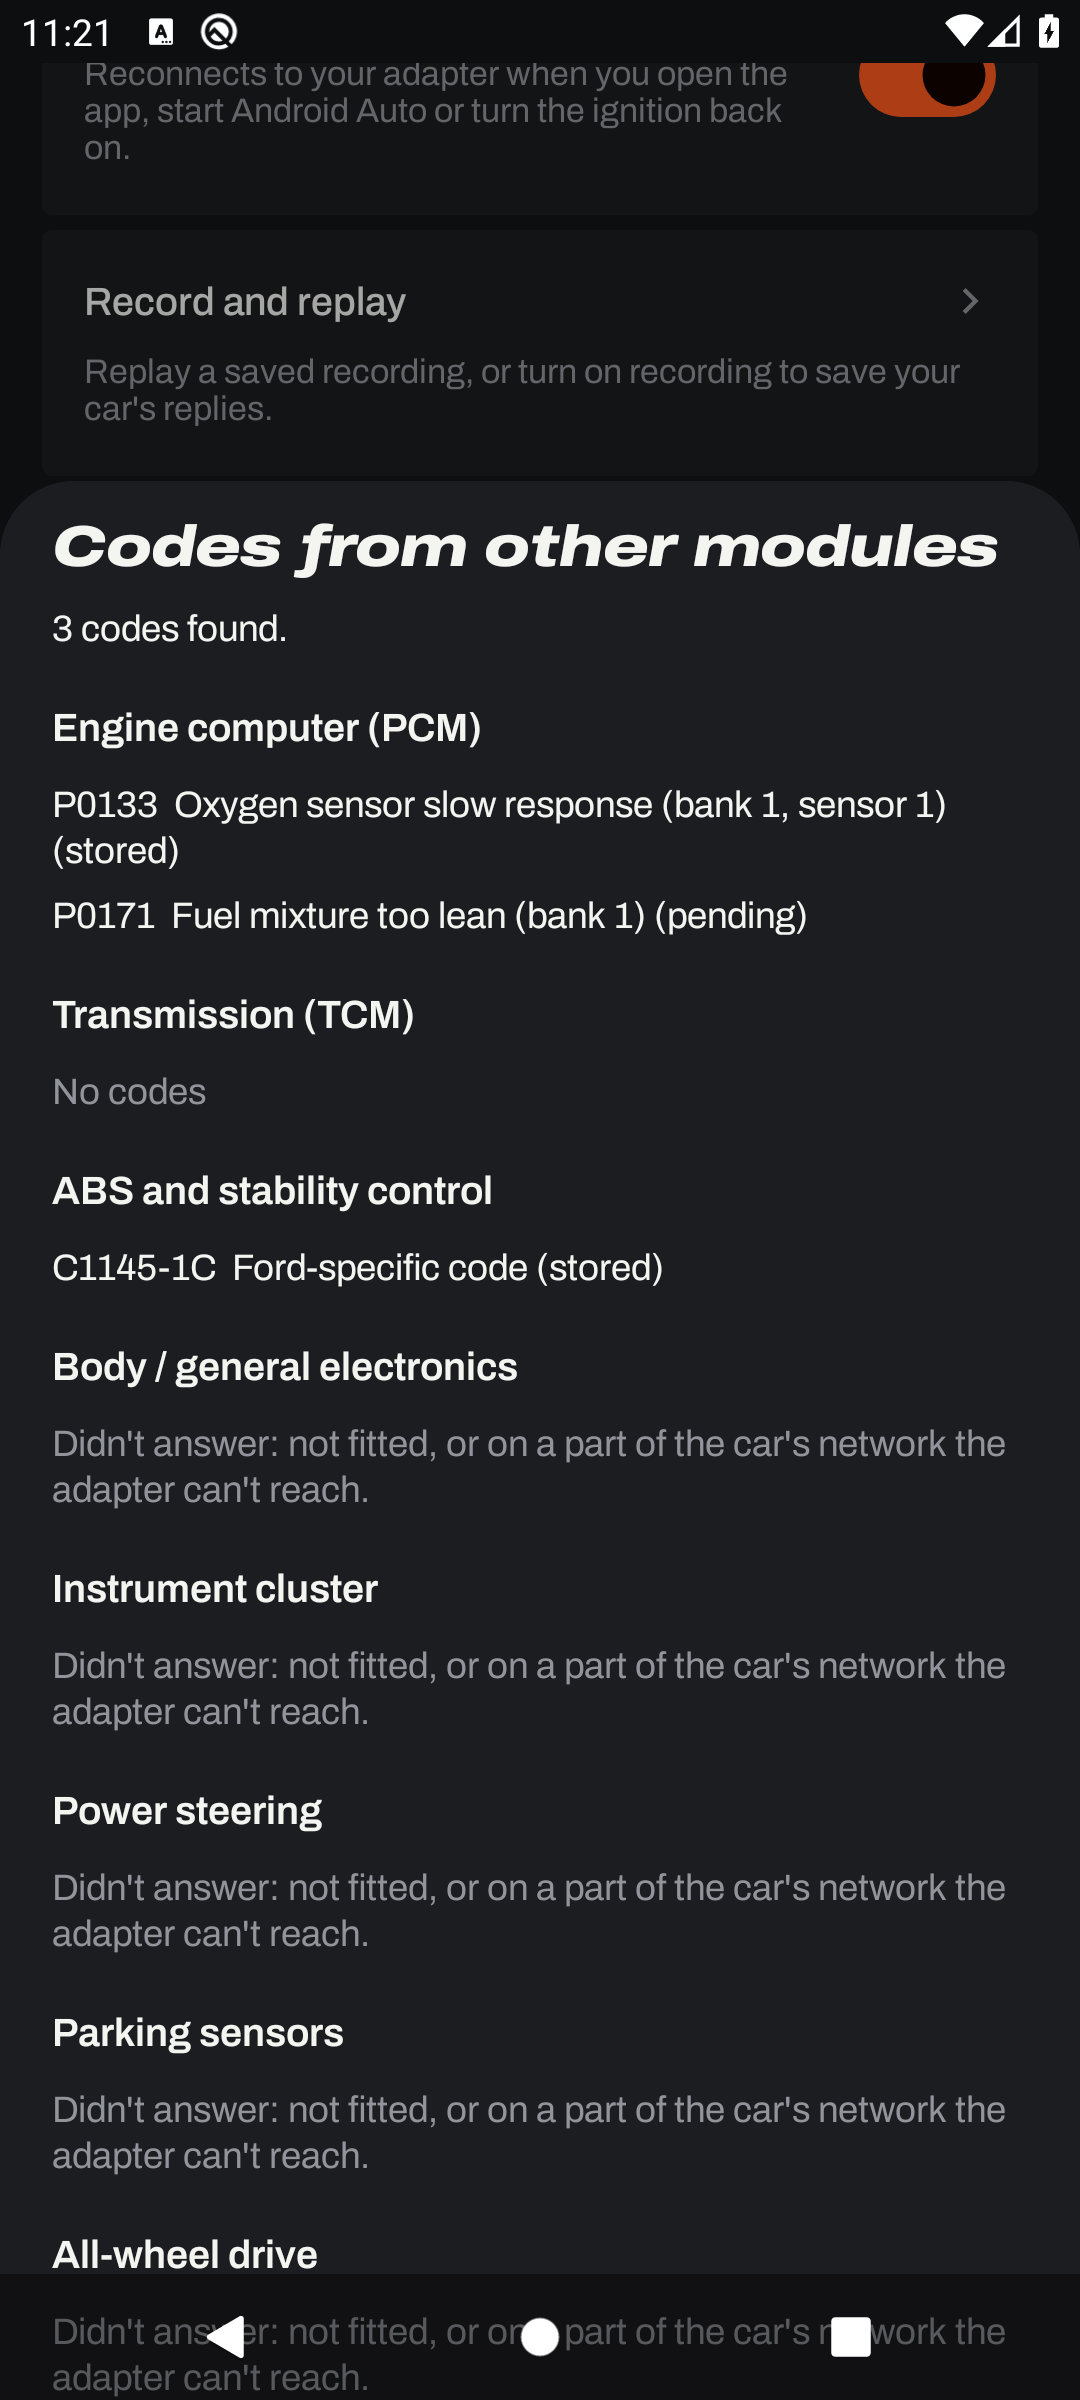 11:21
Reconnects to your adapter when you open the
app, start Android Auto or turn the ignition back
on.
Record and replay
Replay a saved recording, or turn on recording to save your
car's replies.
Codes from other modules
3 codes found.
Engine computer (PCM)
P0133 Oxygen sensor slow response (bank 1, sensor 1)
(stored)
P0171 Fuel mixture too lean (bank 1) (pending)
Transmission (TCM)
No codes
ABS and stability control
C1145-1C Ford-specific code (stored)
Body / general electronics
Didn't answer: not fitted, or on a part of the car's network the
adapter can't reach.
Instrument cluster
Didn't answer: not fitted, or on a part of the car's network the
adapter can't reach.
Power steering
Didn't answer: not fitted, or on a part of the car's network the
adapter can't reach.
Parking sensors
Didn't answer: not fitted, or on a part of the car's network the
adapter can't reach.
All-wheel drive
Didn't answer: not fitted, or on a part of the car's network the
adapter can't reach.